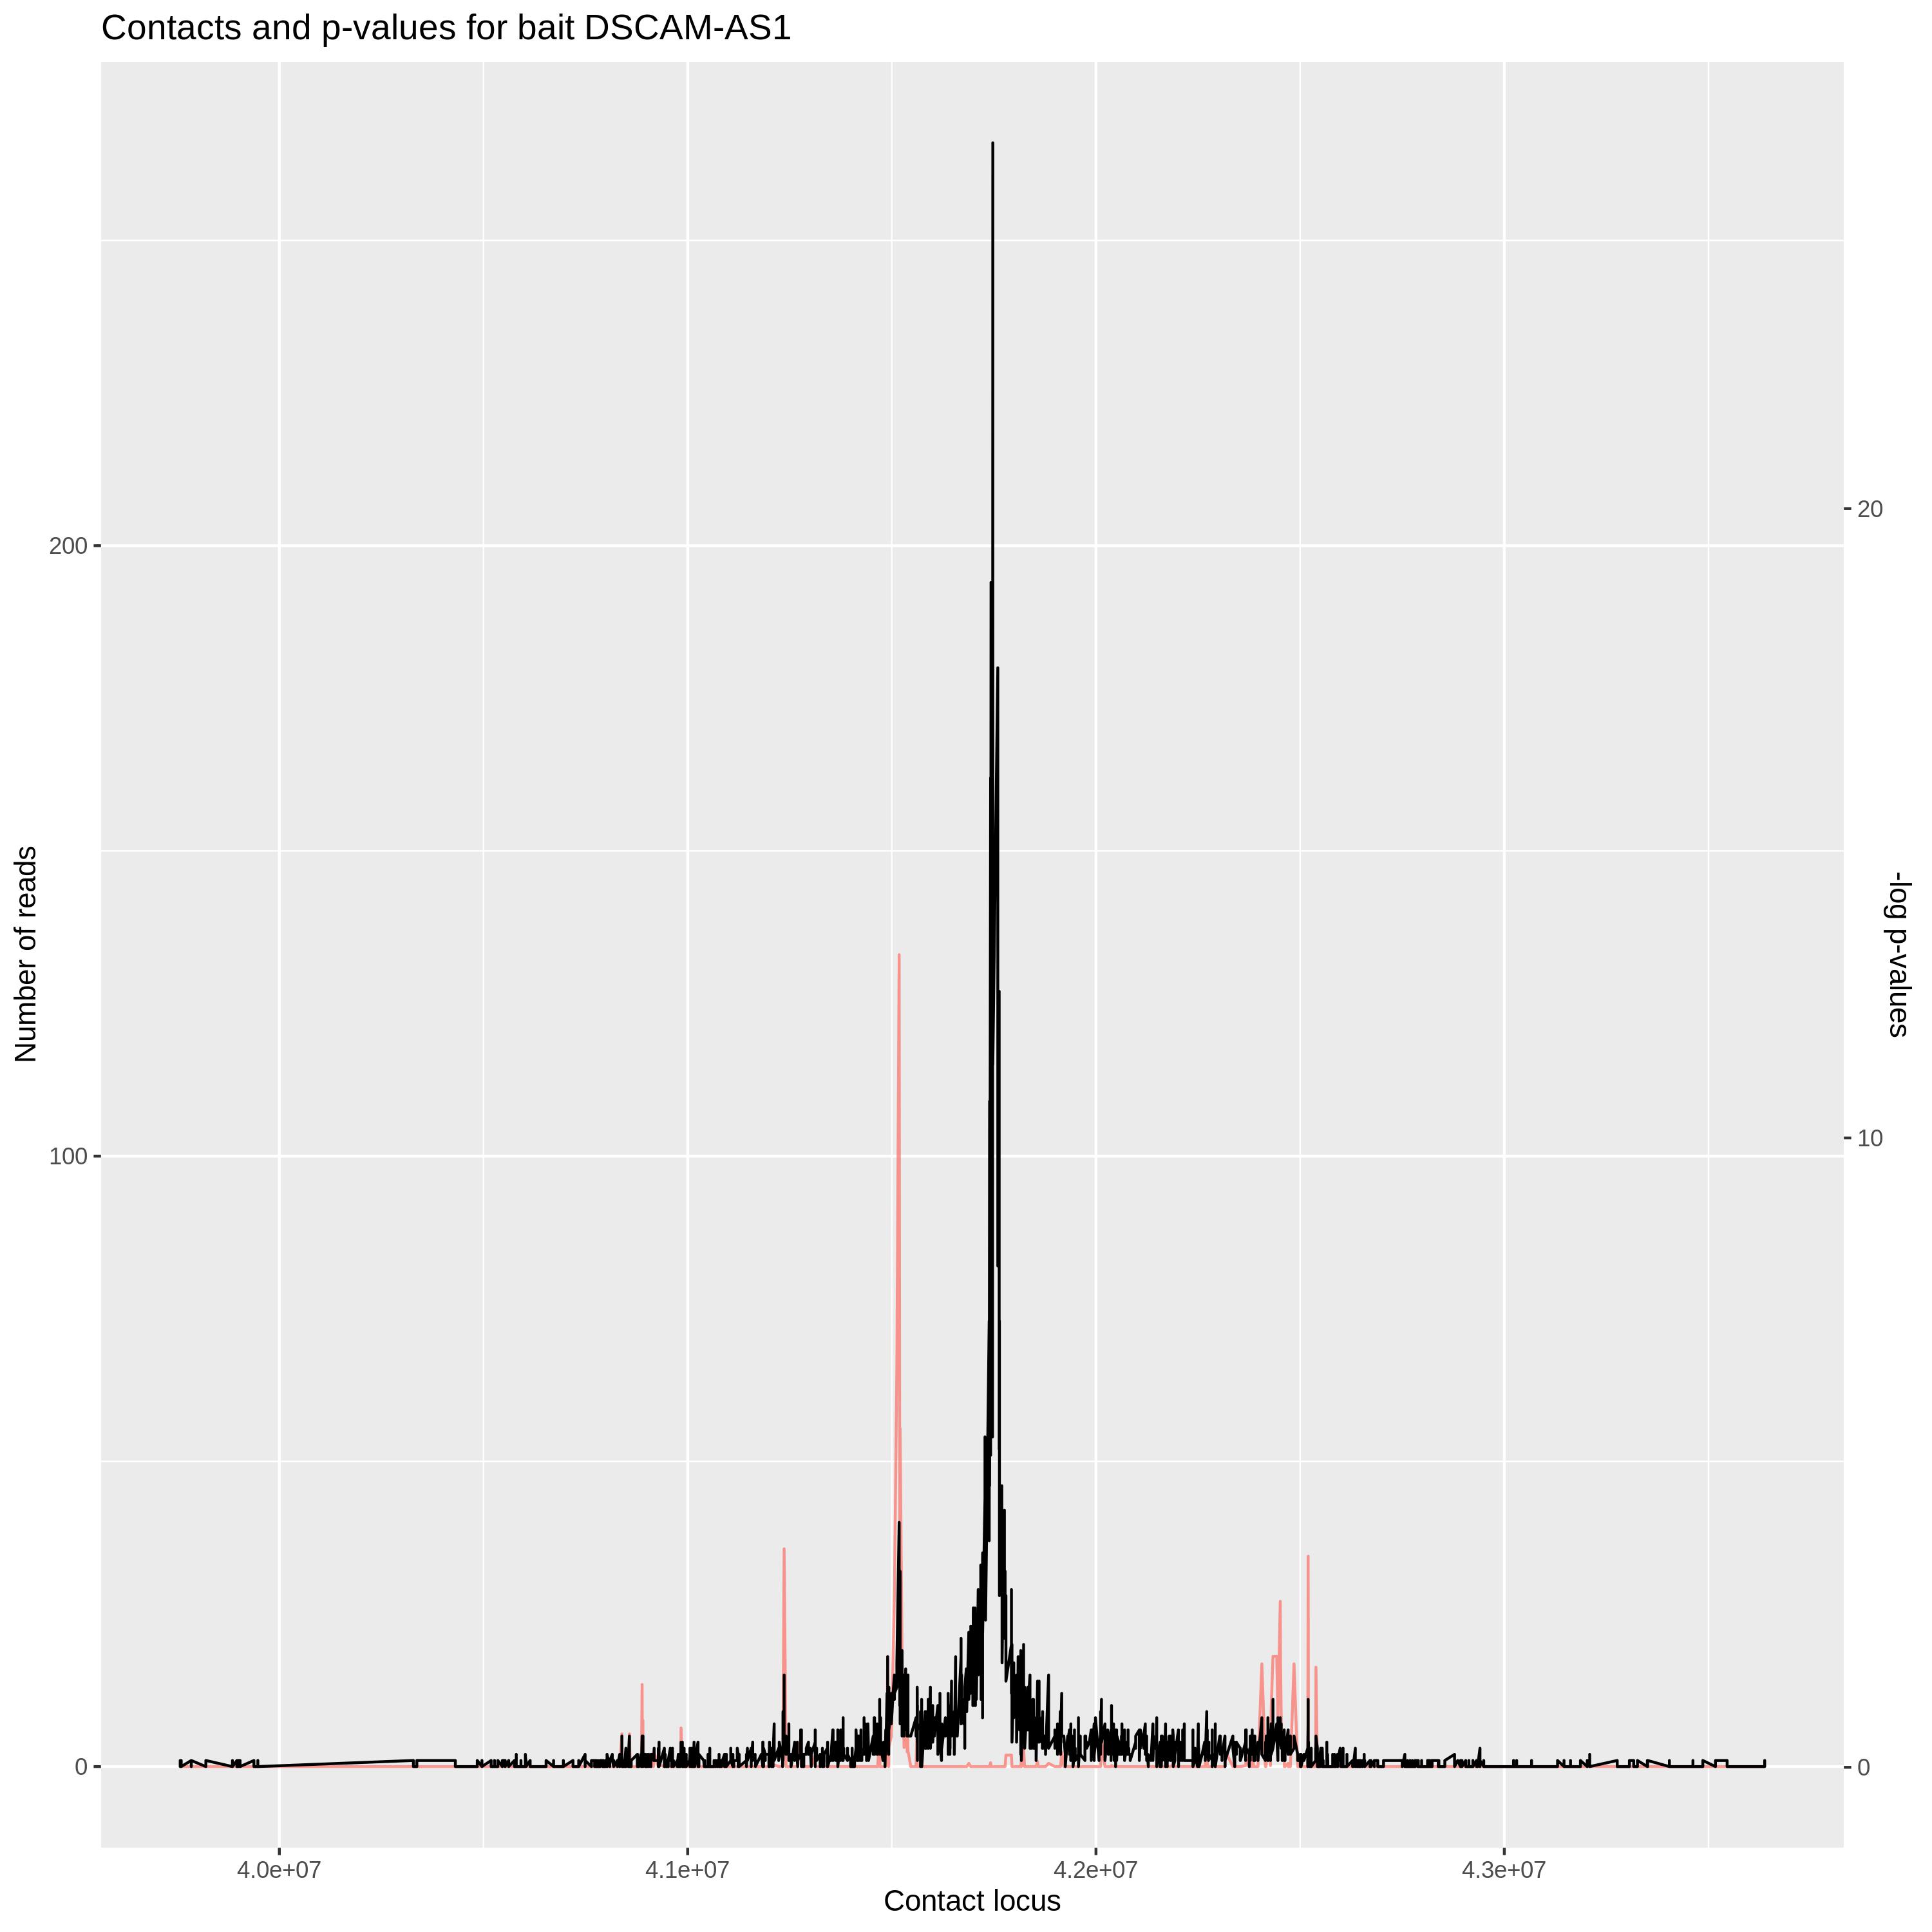 Contacts and p-values for bait DSCAM-AS1
Number of reads
200
100
0
20
10
0
-log p-values
4.0e+07
4.1e+07
4.2e+07
4.3e+07
Contact locus